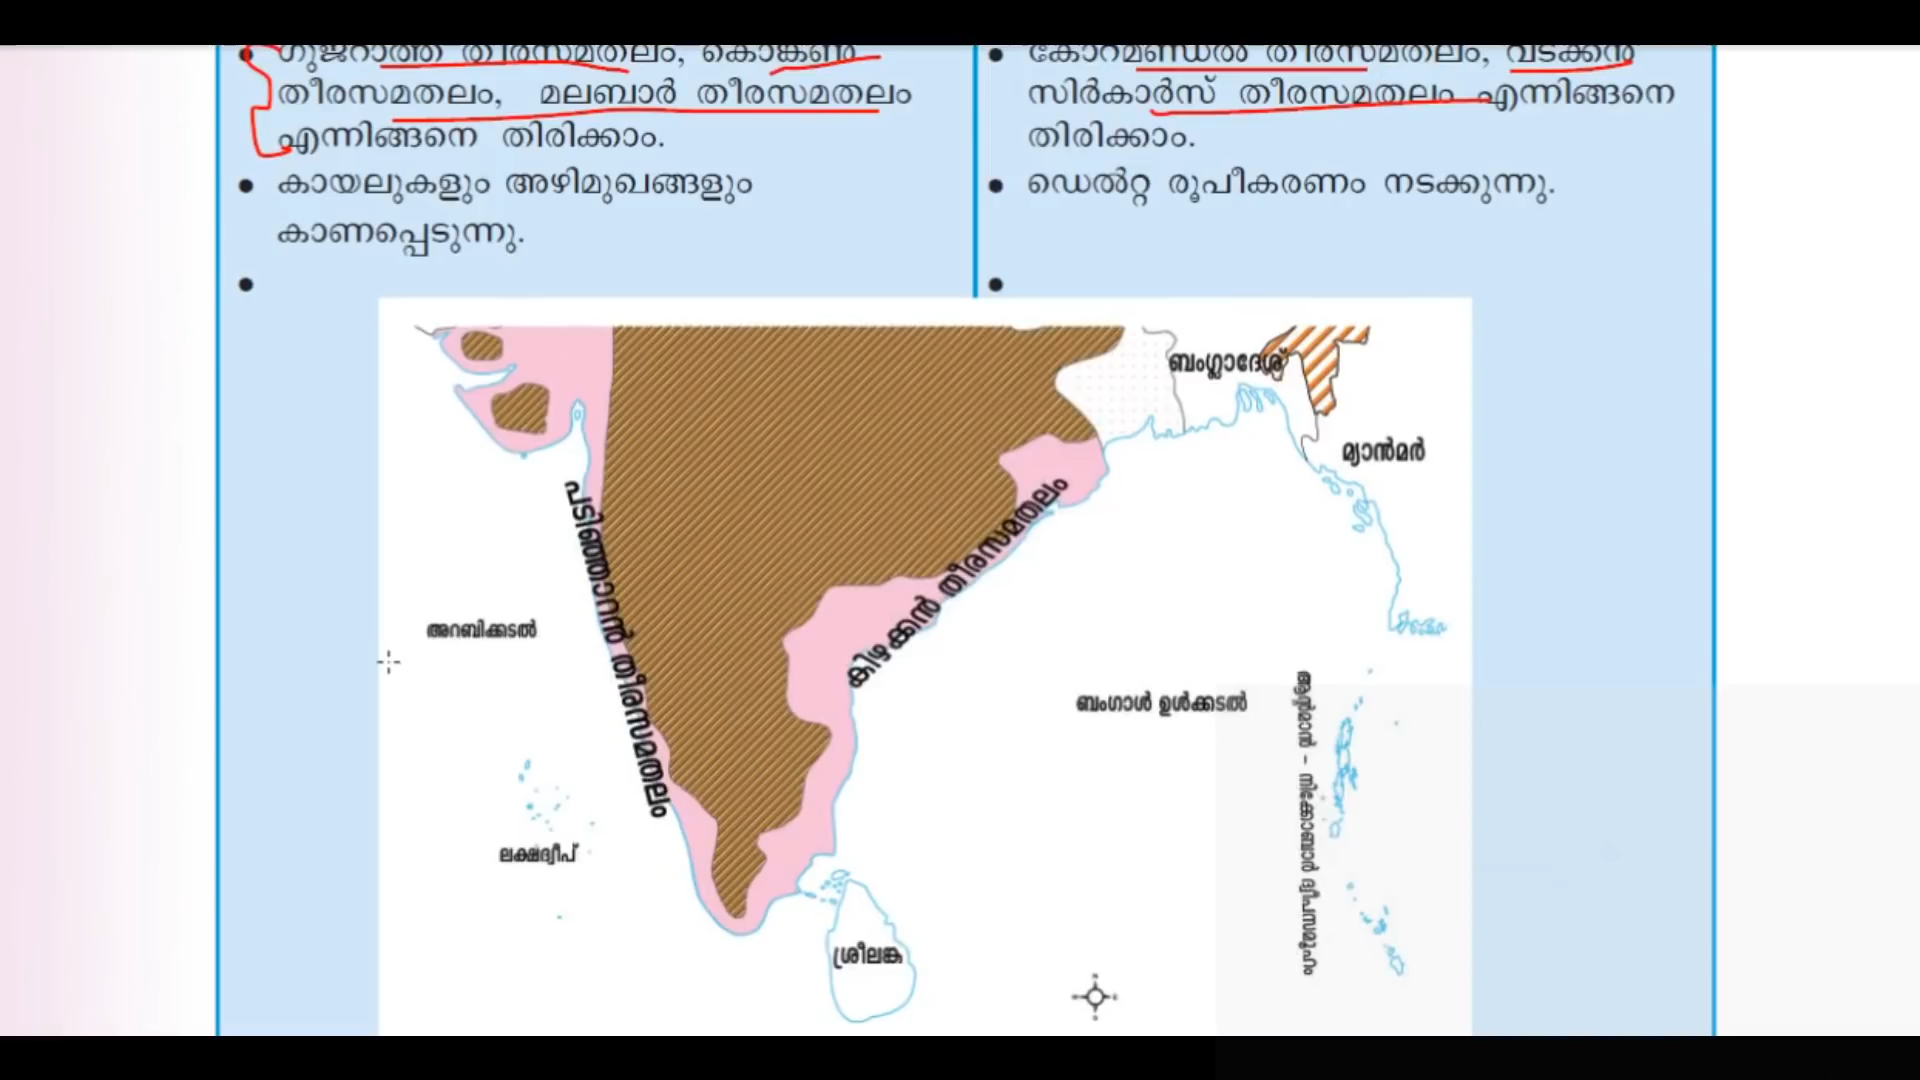 ഗുജറാത്ത് തീരസമതലം, കൊങ്കൺ
തീരസമതലം, മലബാർ തീരസമതലം
എന്നിങ്ങനെ തിരിക്കാം.
കായലുകളും അഴിമുഖങ്ങളും
കാണപ്പെടുന്നു.
കോറമണ്ഡൽ തീരസമതലം, വടക്കൻ
സിർകാർസ് തീരസമതലം എന്നിങ്ങനെ
തിരിക്കാം.
ഡെൽറ്റ രൂപീകരണം നടക്കുന്നു.
ബംഗ്ലാദേശ്
മ്യാൻമർ
പടിഞ്ഞാറൻ തീരസമതലം
കിഴക്കൻ തീരസമതലം
അറബിക്കടൽ
ബംഗാൾ ഉൾക്കടൽ
ആൻഡമാൻ - നിക്കോബാർ ദ്വീപസമൂഹം
ലക്ഷദ്വീപ്
ശ്രീലങ്ക